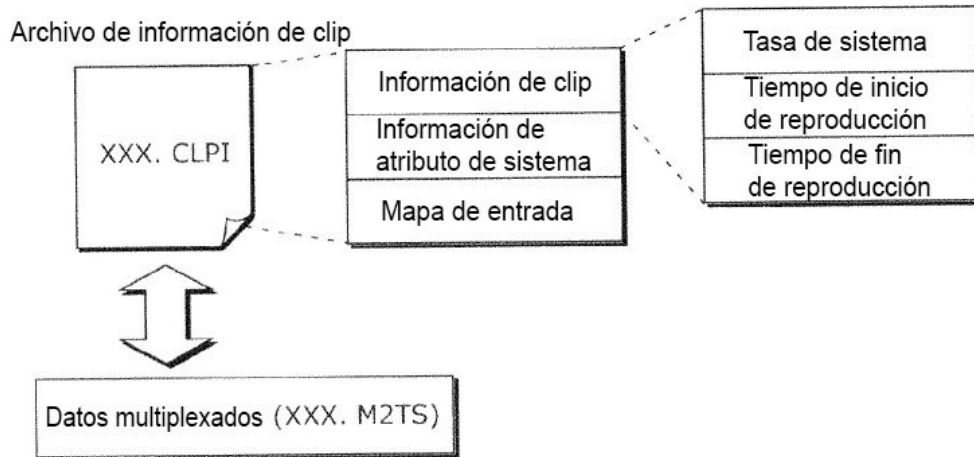 Archivo de información de clip
XXX. CLPI
Información de clip
Información de
atributo de sistema
Mapa de entrada
Tasa de sistema
Tiempo de inicio
de reproducción
Tiempo de fin
de reproducción
Datos multiplexados (XXX. M2TS)